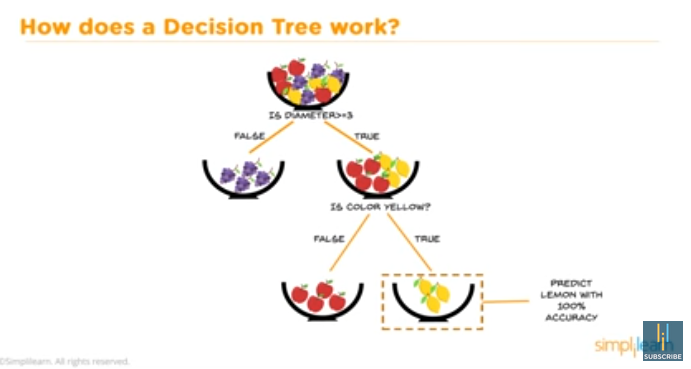 How does a Decision Tree work?
IS DIAMETER>=3
FALSE
TRUE
IS COLOR YELLOW?
FALSE
TRUE
PREDICT
LEMON WITH
100%
ACCURACY
simplilearn
SUBSCRIBE
©Simplilearn. All rights reserved.